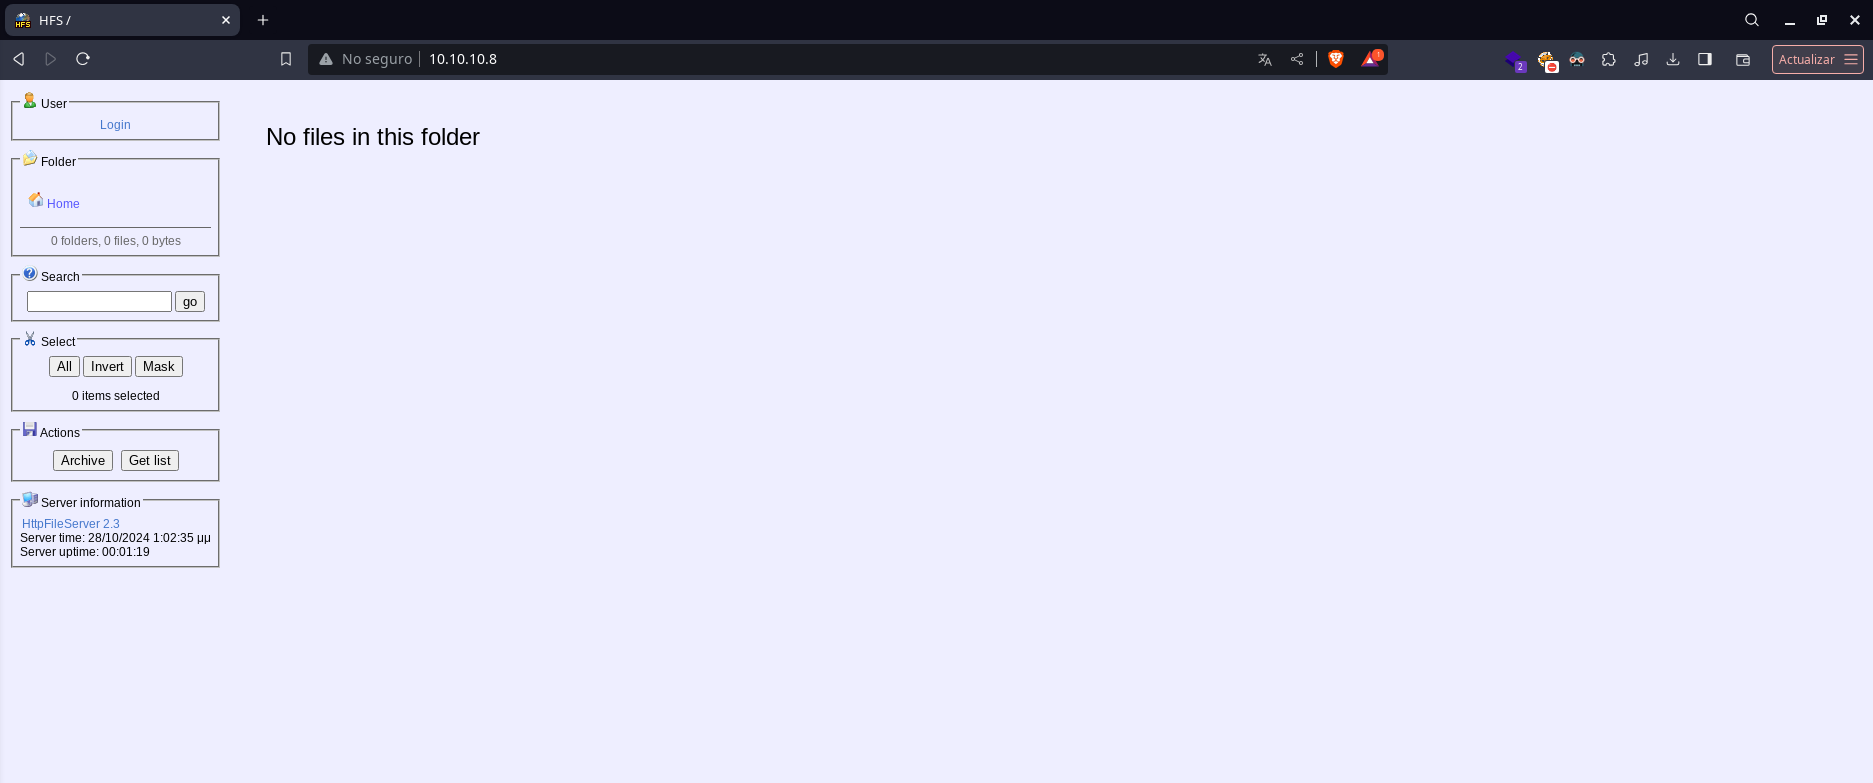 HFS /
No seguro
10.10.10.8
2
Actualizar
User
Login
Folder
Home
0 folders, 0 files, 0 bytes
Search
go
Select
All Invert Mask
0 items selected
Actions
Archive Get list
Server information
HttpFileServer 2.3
Server time: 28/10/2024 1:02:35 μμ
Server uptime: 00:01:19
No files in this folder